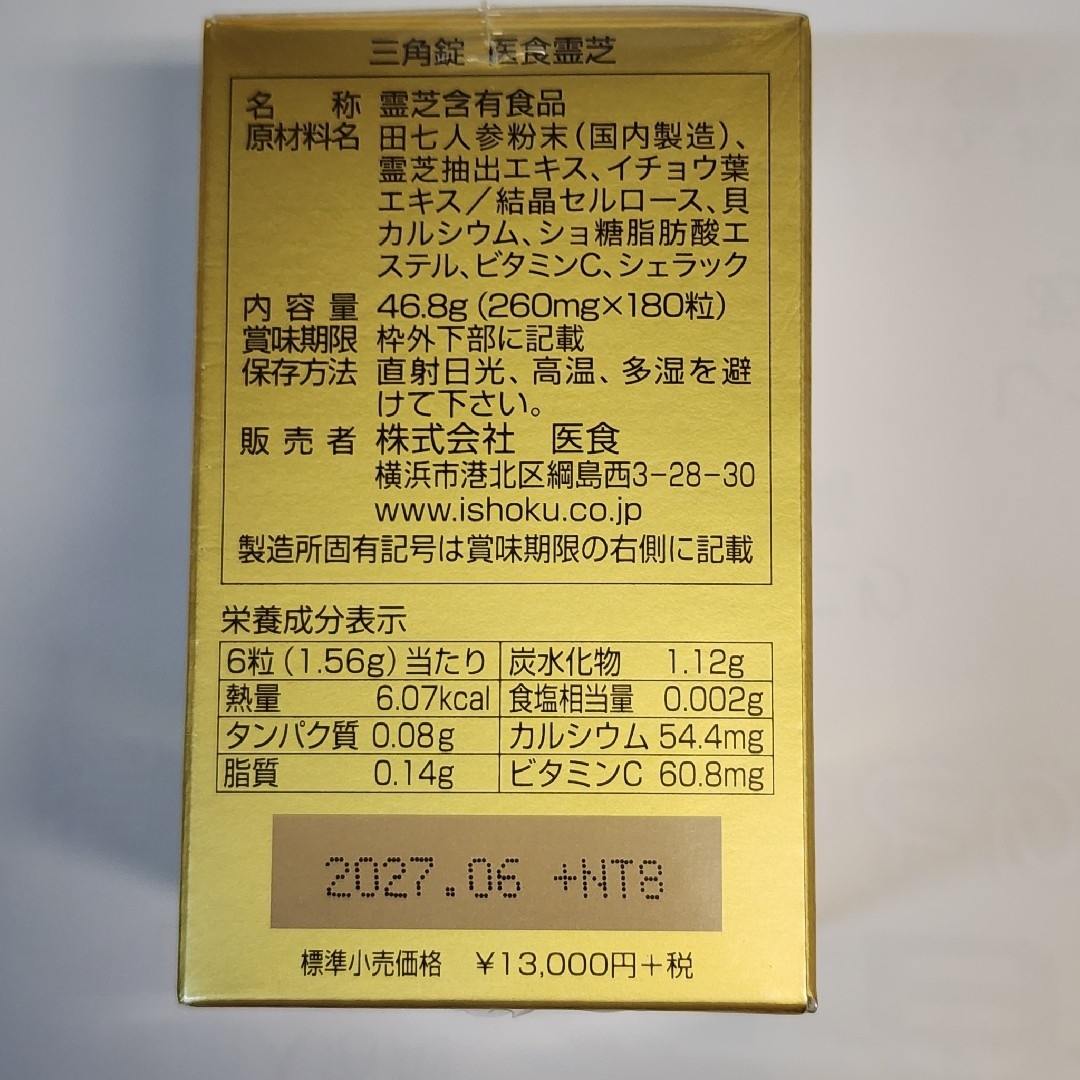 三角錠 医食霊芝
名 称 霊芝含有食品
原材料名 田七人参粉末(国内製造)、
霊芝抽出エキス、イチョウ葉
エキス/結晶セルロース、貝
カルシウム、ショ糖脂肪酸エ
ステル、ビタミンC、シェラック
内容量 46.8g(260mg×180粒)
賞味期限 枠外下部に記載
保存方法 直射日光、高温、多湿を避
けて下さい。
販売者 株式会社 医食
横浜市港北区綱島西3-28-30
www.ishoku.co.jp
製造所固有記号は賞味期限の右側に記載
栄養成分表示
6粒(1.56g)当たり 炭水化物 1.12g
熱量 6.07kcal 食塩相当量 0.002g
タンパク質 0.08g カルシウム 54.4mg
脂質 0.14g ビタミンC 60.8mg
2027.06 +NT8
標準小売価格 ¥13,000円+税